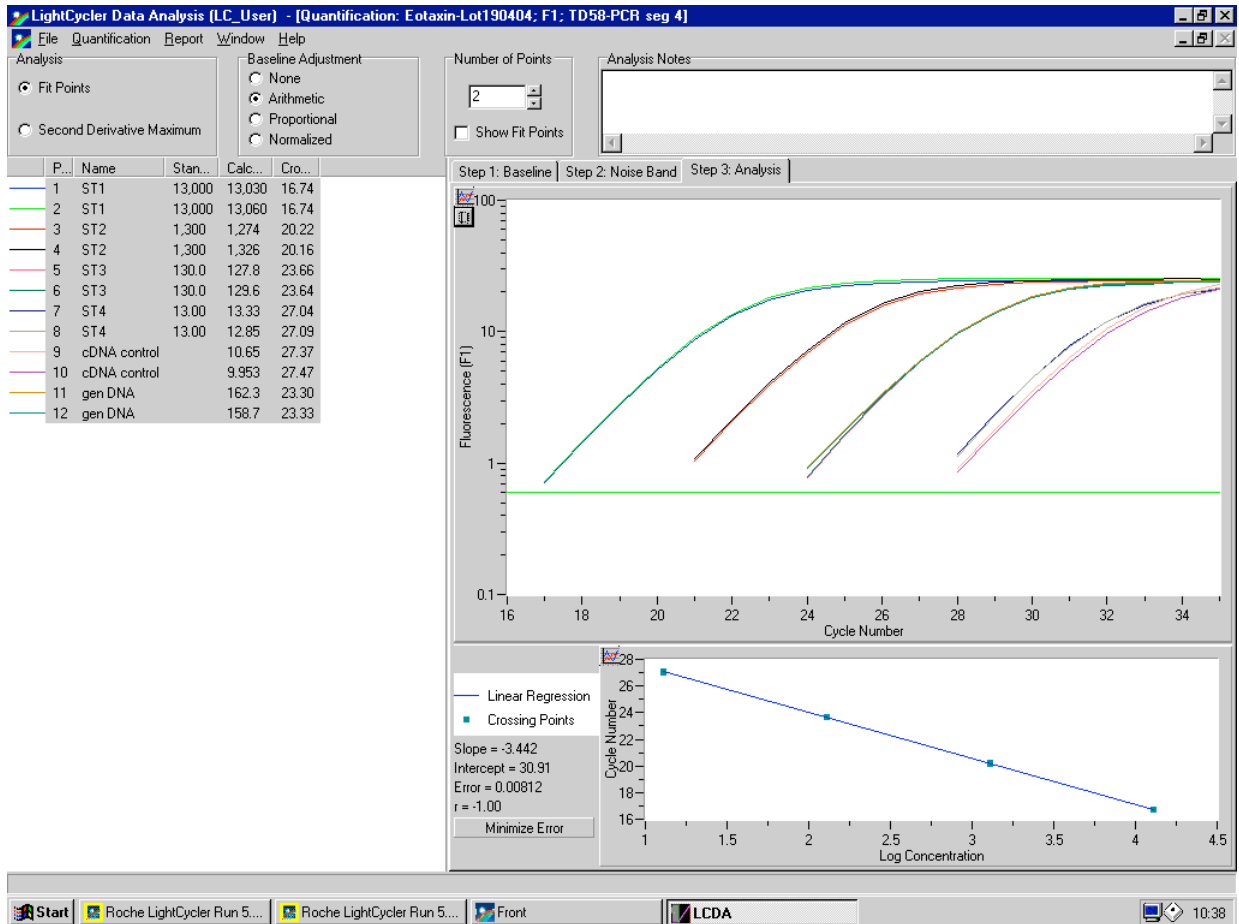 LightCycler Data Analysis (LC_User) - [Quantification: Eotaxin-Lot190404; F1; TD58-PCR seg 4]
File Quantification Report Window Help
Analysis
Fit Points
Second Derivative Maximum
Baseline Adjustment
None
Arithmetic
Proportional
Normalized
Number of Points
2
Show Fit Points
Analysis Notes
P... Name Stan... Calc... Cro...
1 ST1 13,000 13,030 16.74
2 ST1 13,000 13,060 16.74
3 ST2 1,300 1,274 20.22
4 ST2 1,300 1,326 20.16
5 ST3 130.0 127.8 23.66
6 ST3 130.0 129.6 23.64
7 ST4 13.00 13.33 27.04
8 ST4 13.00 12.85 27.09
9 cDNA control 10.65 27.37
10 cDNA control 9.953 27.47
11 gen DNA 162.3 23.30
12 gen DNA 158.7 23.33
Step 1: Baseline Step 2: Noise Band Step 3: Analysis
100
10
1
0.1
Fluorescence (F1)
16 18 20 22 24 26 28 30 32 34
Cycle Number
Linear Regression
Crossing Points
Slope = -3.442
Intercept = 30.91
Error = 0.00812
r = -1.00
Minimize Error
28
26
24
22
20
18
16
Cycle Number
1 1.5 2 2.5 3 3.5 4 4.5
Log Concentration
Start Roche LightCycler Run 5.... Roche LightCycler Run 5.... Front LCDA 10:38